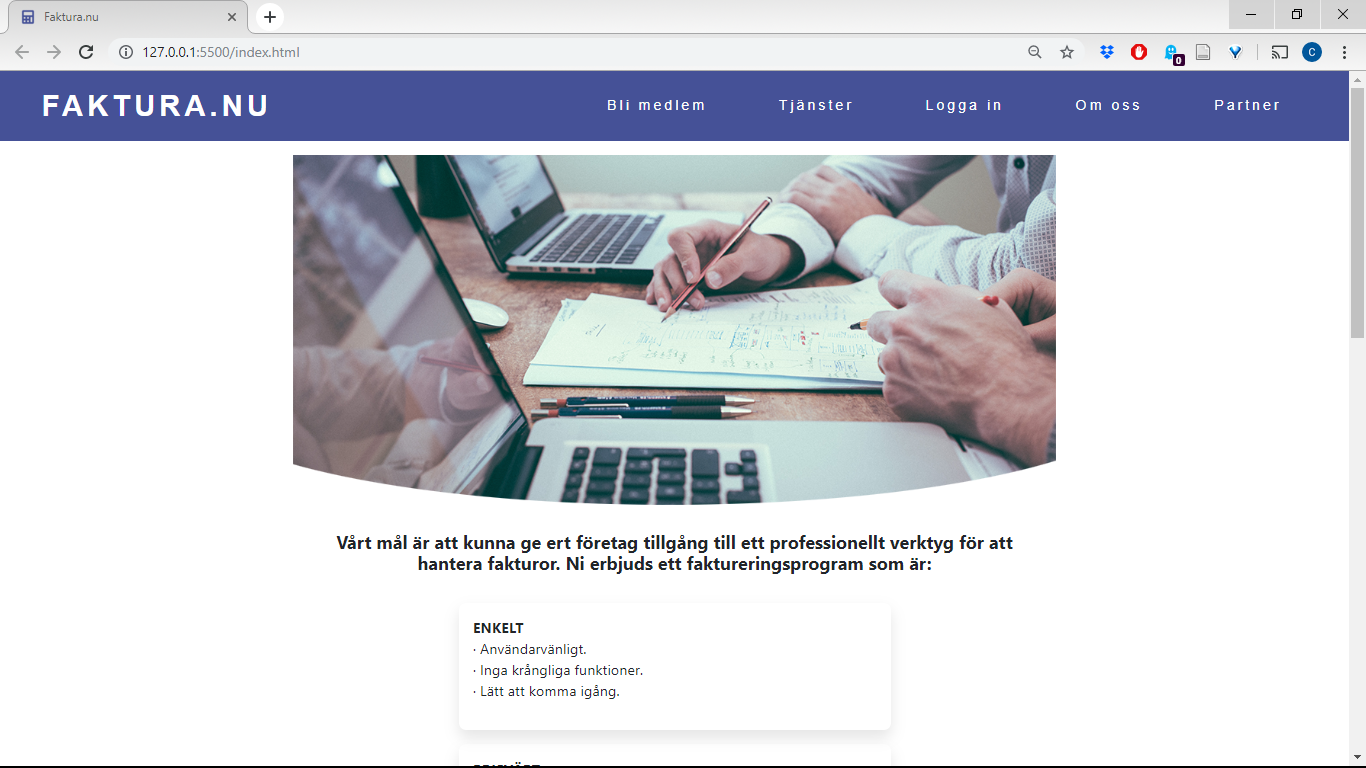 Faktura.nu
127.0.0.1:5500/index.html
0
C
FAKTURA.NU
Bli medlem
Tjänster
Logga in
Om oss
Partner
Vårt mål är att kunna ge ert företag tillgång till ett professionellt verktyg för att
hantera fakturor. Ni erbjuds ett faktureringsprogram som är:
ENKELT
· Användarvänligt.
· Inga krångliga funktioner.
· Lätt att komma igång.